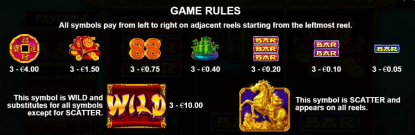 GAME RULES
All symbols pay from left to right on adjacent reels starting from the leftmost reel.
88
BAR
BAR
BAR
BAR
BAR
BAR
3 - €4.00
3 - €1.50
3 - €0.75
3 - €0.40
3 - €0.20
3 - €0.10
3 - €0.05
This symbol is WILD and
substitutes for all symbols
except for SCATTER.
WILD
3 - €10.00
This symbol is SCATTER and
appears on all reels.